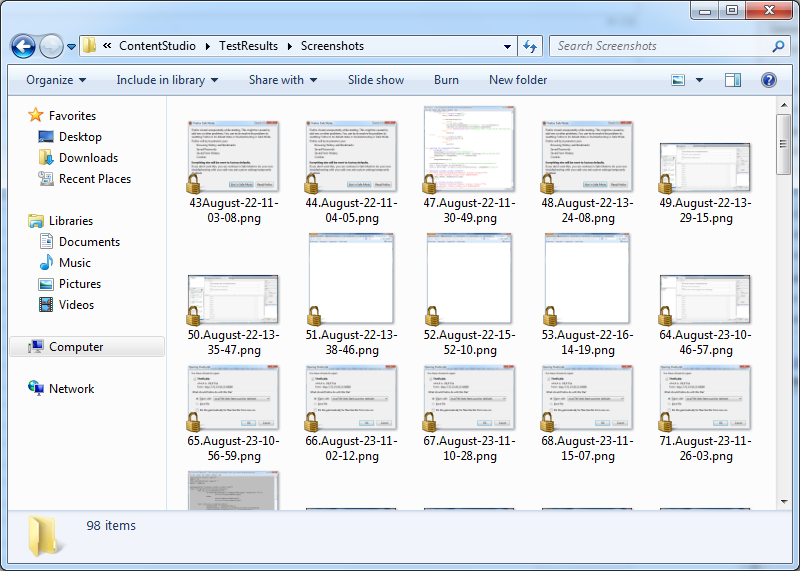 « ContentStudio TestResults Screenshots Search Screenshots
Organize Include in library Share with Slide show Burn New folder
Favorites
Desktop
Downloads
Recent Places
Libraries
Documents
Music
Pictures
Videos
Computer
Network
43August-22-11-
03-08.png
44.August-22-11-
04-05.png
47.August-22-11-
30-49.png
48.August-22-13-
24-08.png
49.August-22-13-
29-15.png
50.August-22-13-
35-47.png
51.August-22-13-
38-46.png
52.August-22-15-
52-10.png
53.August-22-16-
14-19.png
64.August-23-10-
46-57.png
65.August-23-10-
56-59.png
66.August-23-11-
02-12.png
67.August-23-11-
10-28.png
68.August-23-11-
15-07.png
71.August-23-11-
26-03.png
98 items